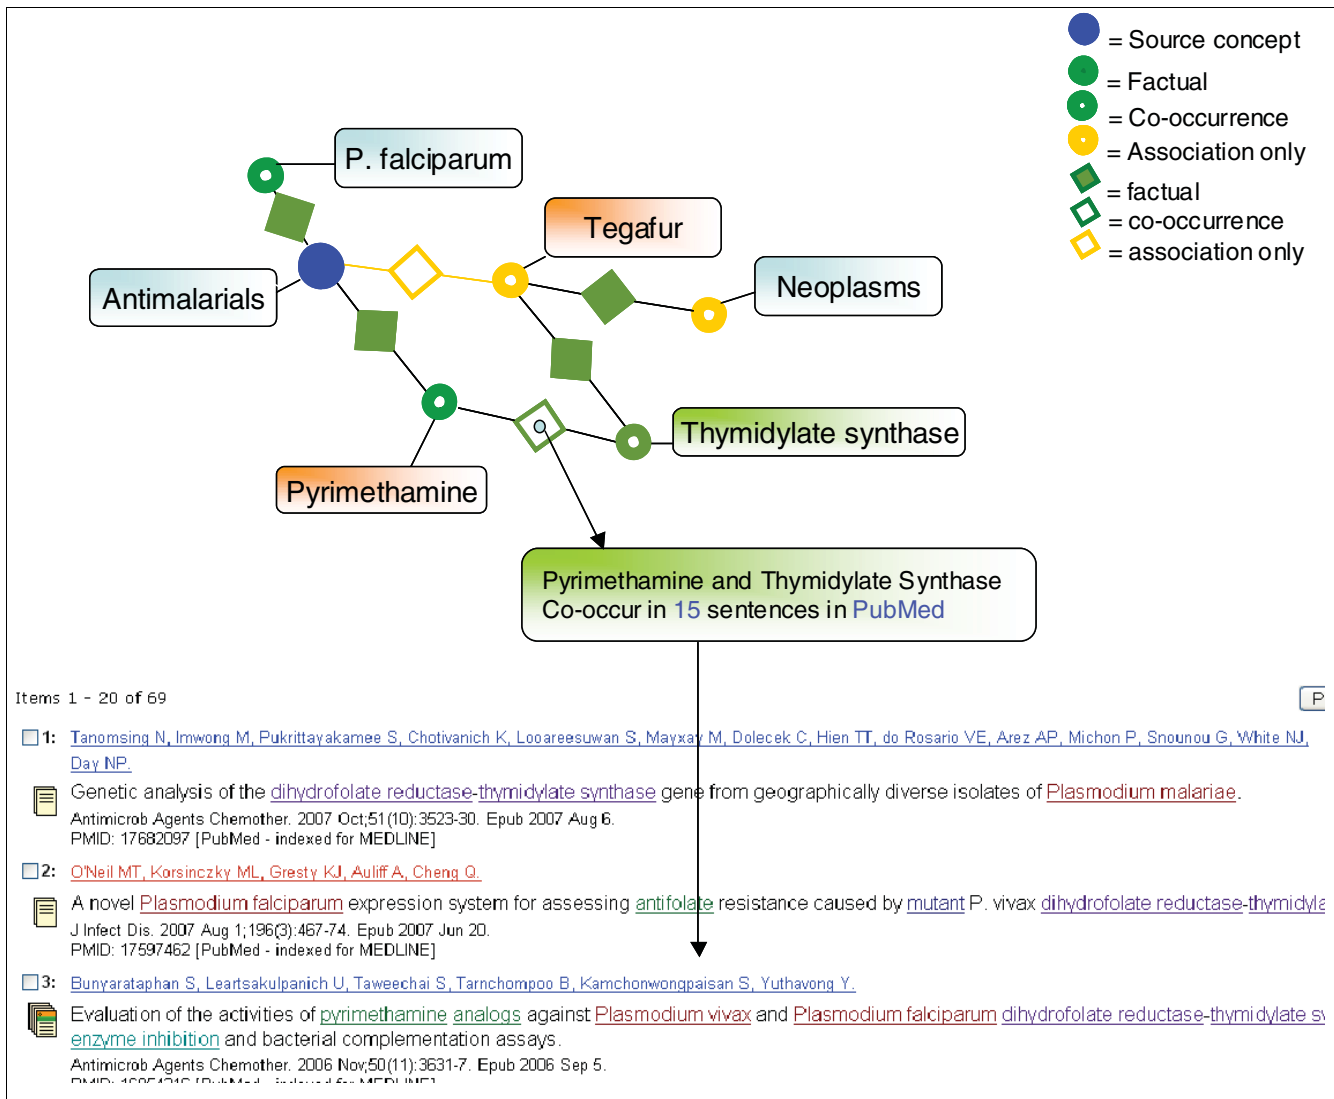 = Source concept
= Factual
= Co-occurrence
= Association only
= factual
= co-occurrence
= association only
P. falciparum
Tegafur
Antimalarials
Neoplasms
Thymidylate synthase
Pyrimethamine
Pyrimethamine and Thymidylate Synthase
Co-occur in 15 sentences in PubMed
Items 1 - 20 of 69
P
1: Tanomsing N, Imwong M, Pukrittayakamee S, Chotivanich K, Looareesuwan S, Mayxay M, Dolecek C, Hien TT, do Rosario VE, Arez AP, Michon P, Snounou G, White NJ,
Day NP.
Genetic analysis of the dihydrofolate reductase-thymidylate synthase gene from geographically diverse isolates of Plasmodium malariae.
Antimicrob Agents Chemother. 2007 Oct;51(10):3523-30. Epub 2007 Aug 6.
PMID: 17682097 [PubMed - indexed for MEDLINE]
2: O'Neil MT, Korsinczky ML, Gresty KJ, Auliff A, Cheng Q.
A novel Plasmodium falciparum expression system for assessing antifolate resistance caused by mutant P. vivax dihydrofolate reductase-thymidyla
J Infect Dis. 2007 Aug 1;196(3):467-74. Epub 2007 Jun 20.
PMID: 17597462 [PubMed - indexed for MEDLINE]
3: Bunyarataphan S, Leartsakulpanich U, Taweechai S, Tarnchompoo B, Kamchonwongpaisan S, Yuthavong Y.
Evaluation of the activities of pyrimethamine analogs against Plasmodium vivax and Plasmodium falciparum dihydrofolate reductase-thymidylate sy
enzyme inhibition and bacterial complementation assays.
Antimicrob Agents Chemother. 2006 Nov;50(11):3631-7. Epub 2006 Sep 5.
[PubMed - indexed for MEDLINE]